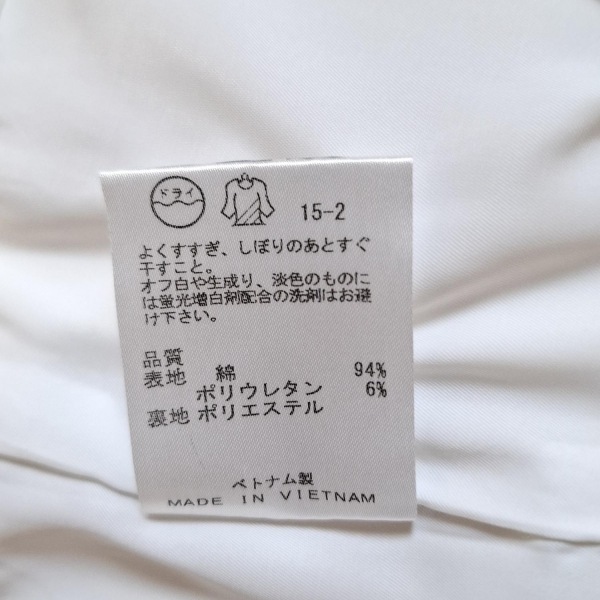 ドライ
15-2
よくすすぎ、しぼりのあとすぐ
干すこと。
オフ白や生成り、淡色のものに
は蛍光増白剤配合の洗剤はお避
け下さい。
品質
表地 綿 94%
ポリウレタン 6%
裏地 ポリエステル
ベトナム製
MADE IN VIETNAM